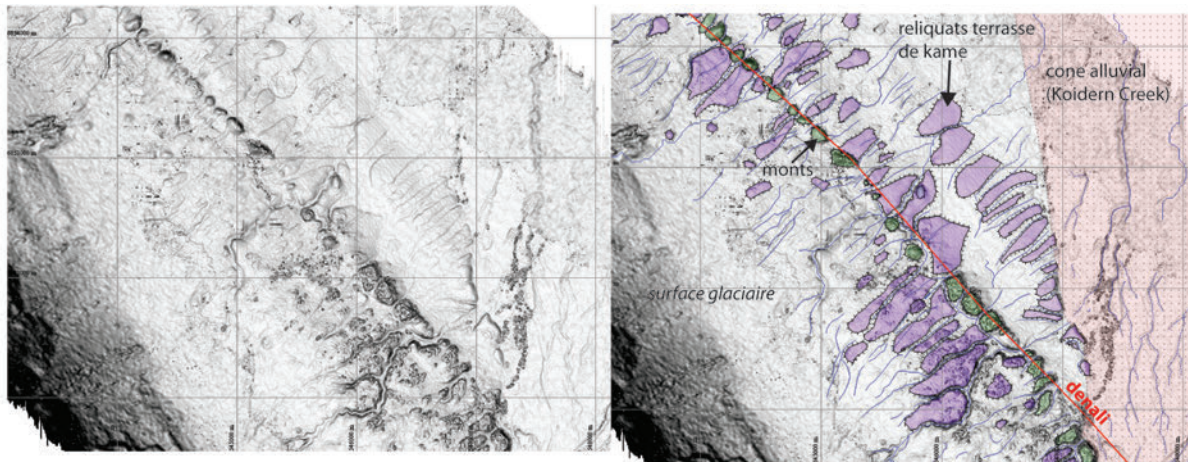 reliquats terrasse
de kame
cone alluvial
(Koidern Creek)
monts
surface glaciaire
denali